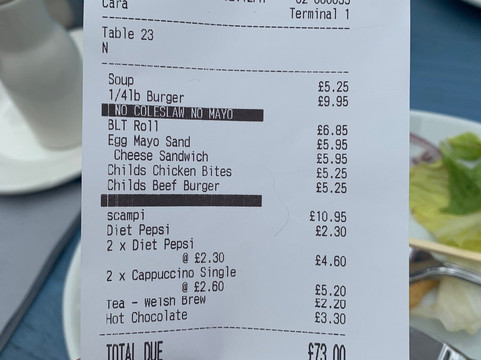 Cara
Terminal 1
Table 23
N
Soup £5.25
1/4lb Burger £9.95
NO COLESLAW NO MAYO
BLT Roll £6.85
Egg Mayo Sand £5.95
Cheese Sandwich £5.95
Childs Chicken Bites £5.25
Childs Beef Burger £5.25
scampi £10.95
Diet Pepsi £2.30
2 x Diet Pepsi
@ £2.30 £4.60
2 x Cappuccino Single
@ £2.60 £5.20
Tea - Welsh Brew £2.20
Hot Chocolate £3.30
TOTAL DUE £73.00